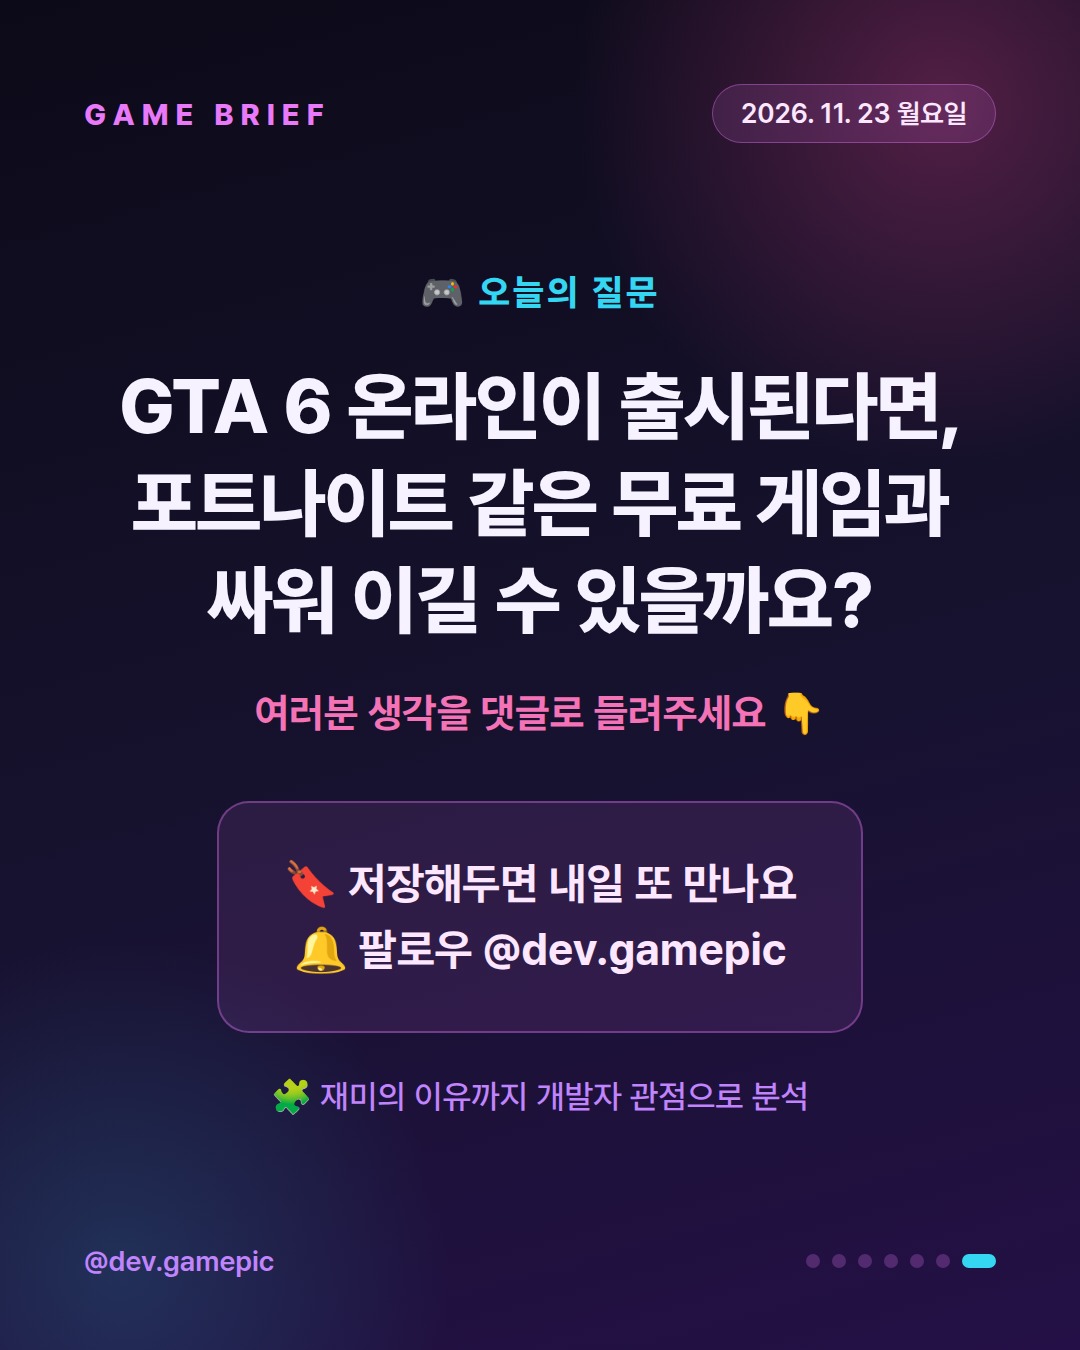 GAME BRIEF
2026. 11. 23 월요일
🎮 오늘의 질문
GTA 6 온라인이 출시된다면,
포트나이트 같은 무료 게임과
싸워 이길 수 있을까요?
여러분 생각을 댓글로 들려주세요 👇
🔖 저장해두면 내일 또 만나요
🔔 팔로우 @dev.gamepic
🧩 재미의 이유까지 개발자 관점으로 분석
@dev.gamepic